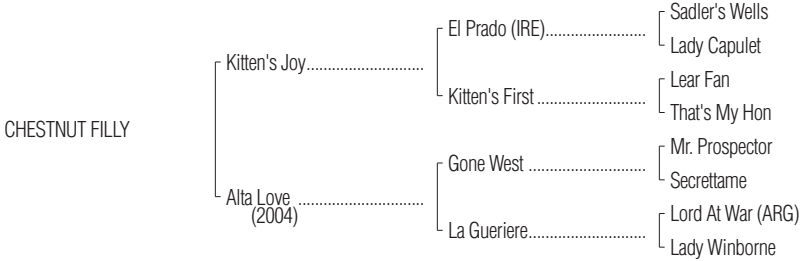 Sadler's Wells
El Prado (IRE)........................
Lady Capulet
Kitten's Joy............................
Lear Fan
Kitten's First ..........................
That's My Hon
CHESTNUT FILLY
Mr. Prospector
Gone West ............................
Secrettame
Alta Love ..............................
(2004)
Lord At War (ARG)
La Gueriere............................
Lady Winborne